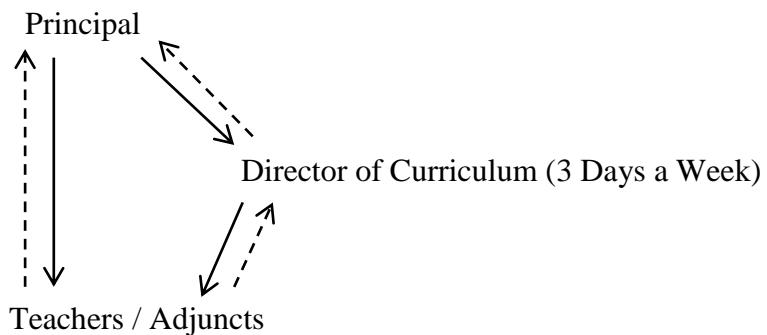 Principal
Director of Curriculum (3 Days a Week)
Teachers / Adjuncts